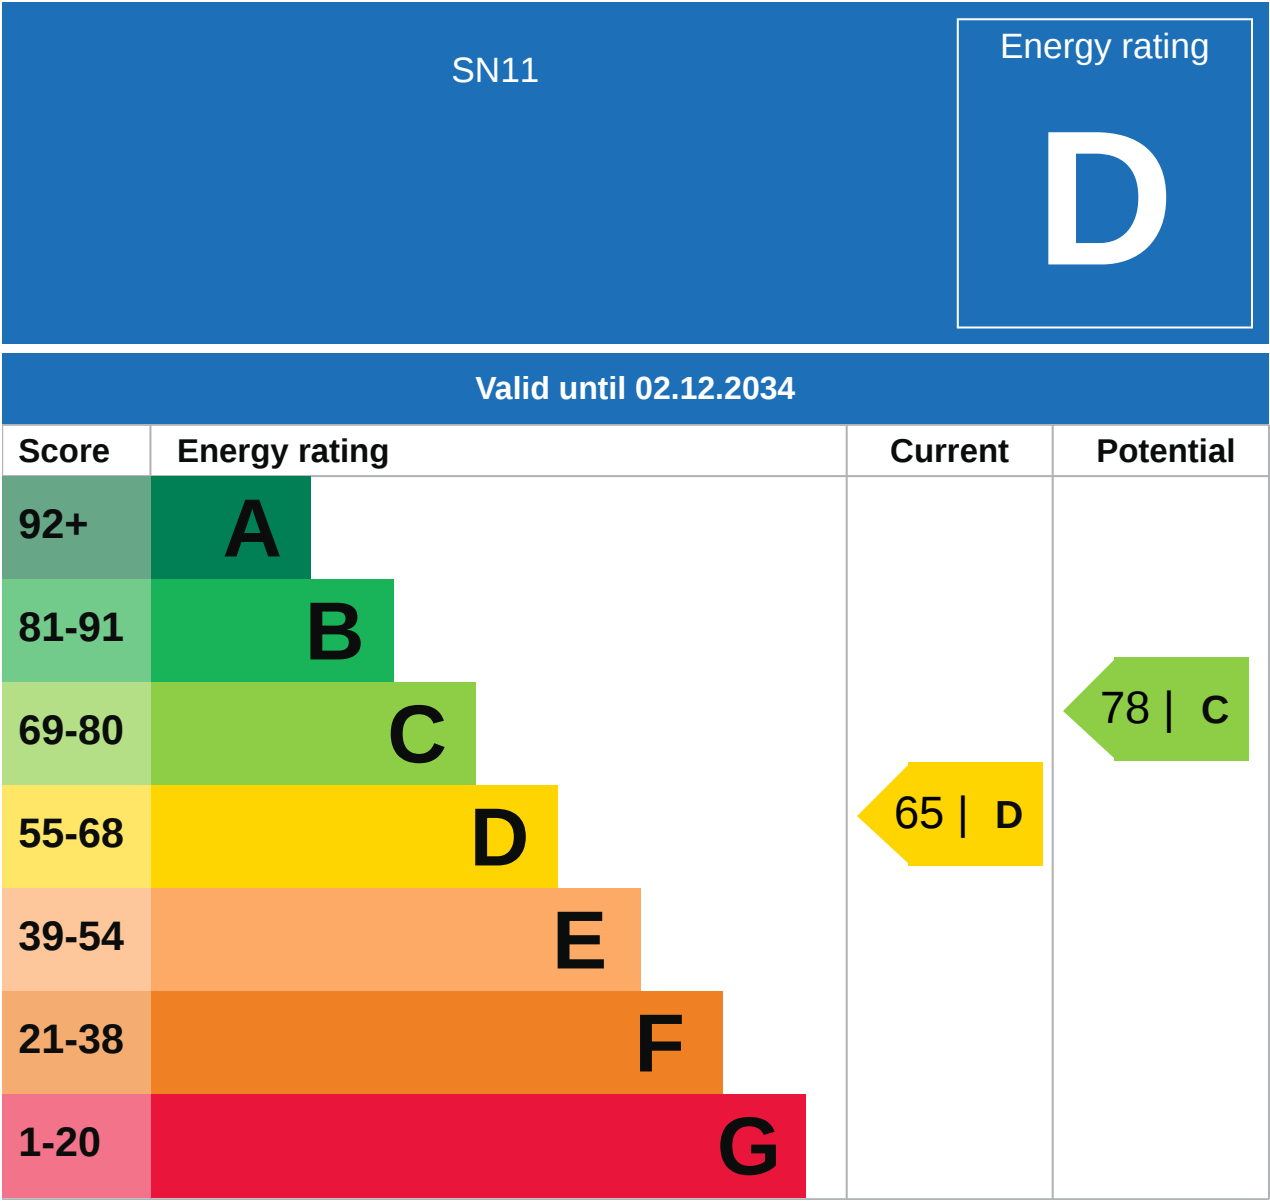 SN11
Energy rating
D
Valid until 02.12.2034
Score Energy rating Current Potential
92+ A
81-91 B
69-80 C 78 | C
55-68 D 65 | D
39-54 E
21-38 F
1-20 G